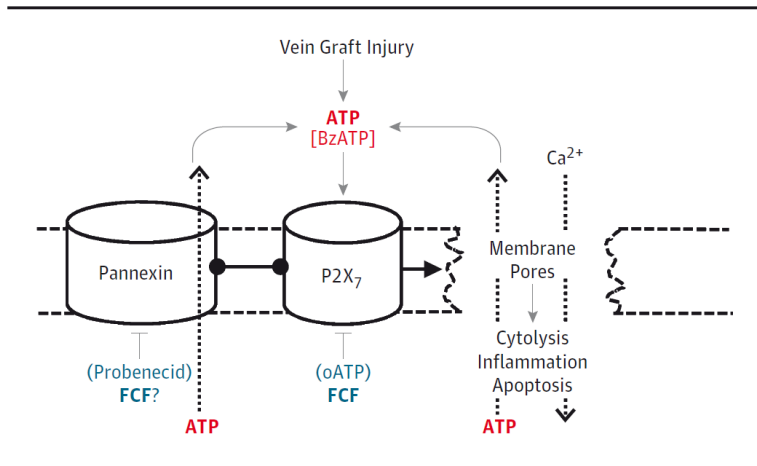 Vein Graft Injury
ATP
[BzATP]
Ca²⁺
Pannexin
P2X₇
Membrane
Pores
Cytolysis
Inflammation
Apoptosis
(Probenecid)
FCF?
(oATP)
FCF
ATP
ATP